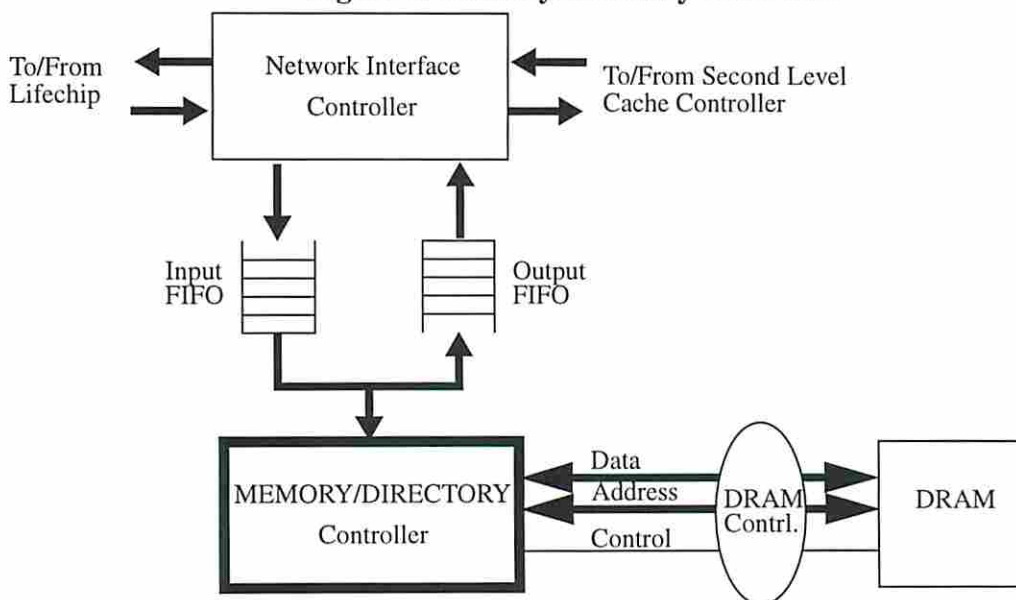 To/From
Lifechip
Network Interface
Controller
To/From Second Level
Cache Controller
Input
FIFO
Output
FIFO
MEMORY/DIRECTORY
Controller
Data
Address
Control
DRAM
Contrl.
DRAM